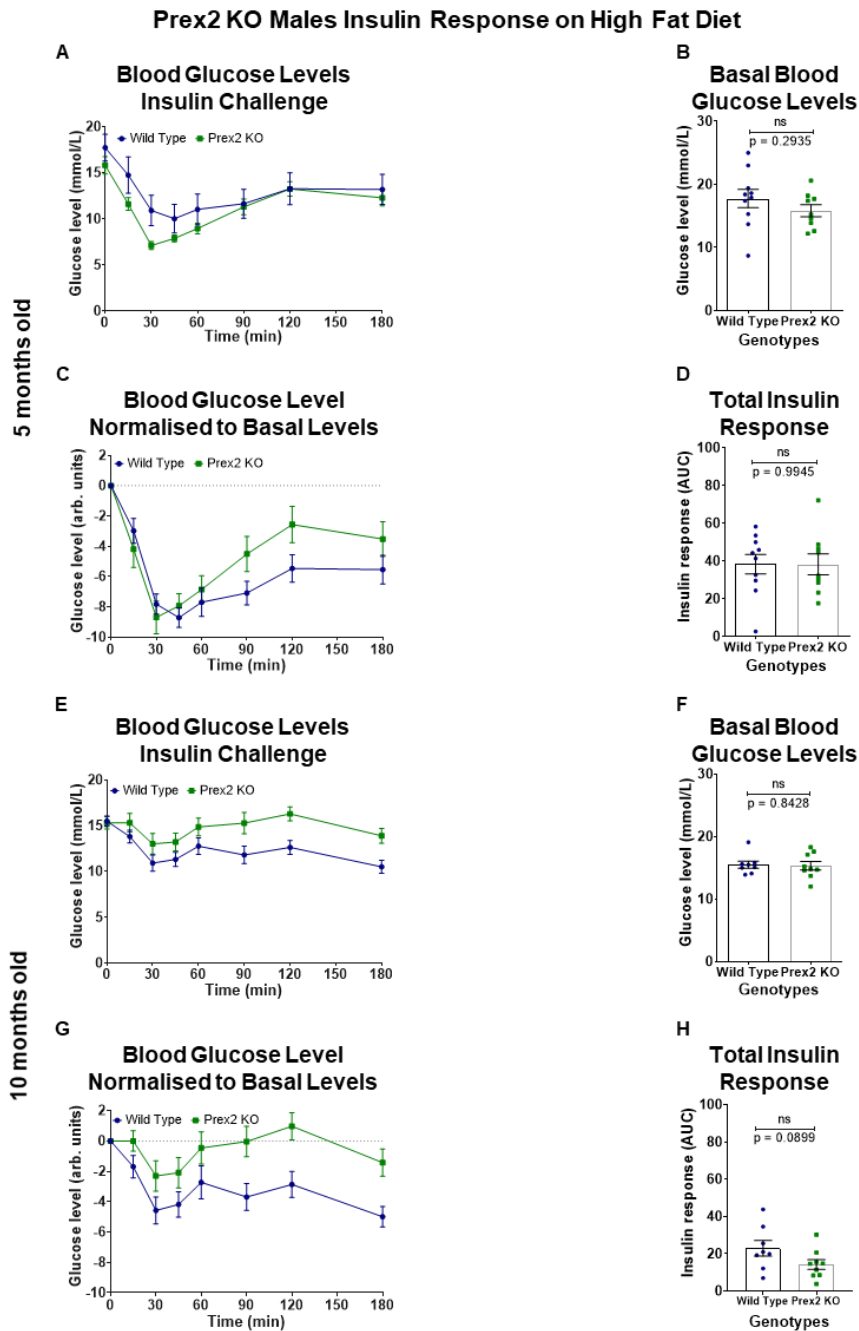 Prex2 KO Males Insulin Response on High Fat Diet
5 months old
A
Blood Glucose Levels
Insulin Challenge
Wild Type Prex2 KO
Glucose level (mmol/L)
20
15
10
5
0
0 30 60 90 120 180
Time (min)
B
Basal Blood
Glucose Levels
Glucose level (mmol/L)
30
20
10
0
ns
p = 0.2935
Wild Type Prex2 KO
Genotypes
C
Blood Glucose Level
Normalised to Basal Levels
Wild Type Prex2 KO
Glucose level (arb. units)
2
0
-2
-4
-6
-8
-10
0 30 60 90 120 180
Time (min)
D
Total Insulin
Response
Insulin response (AUC)
100
80
60
40
20
0
ns
p = 0.9945
Wild Type Prex2 KO
Genotypes
10 months old
E
Blood Glucose Levels
Insulin Challenge
Wild Type Prex2 KO
Glucose level (mmol/L)
20
15
10
5
0
0 30 60 90 120 180
Time (min)
F
Basal Blood
Glucose Levels
Glucose level (mmol/L)
30
20
10
0
ns
p = 0.8428
Wild Type Prex2 KO
Genotypes
G
Blood Glucose Level
Normalised to Basal Levels
Wild Type Prex2 KO
Glucose level (arb. units)
2
0
-2
-4
-6
-8
-10
0 30 60 90 120 180
Time (min)
H
Total Insulin
Response
Insulin response (AUC)
100
80
60
40
20
0
ns
p = 0.0899
Wild Type Prex2 KO
Genotypes